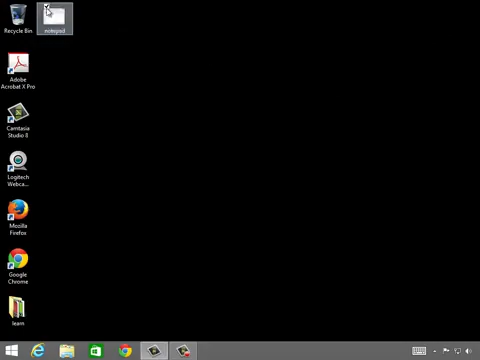 Recycle Bin
notepad
Adobe
Acrobat X Pro
Camtasia
Studio 8
Logitech
Webca...
Mozilla
Firefox
Google
Chrome
learn